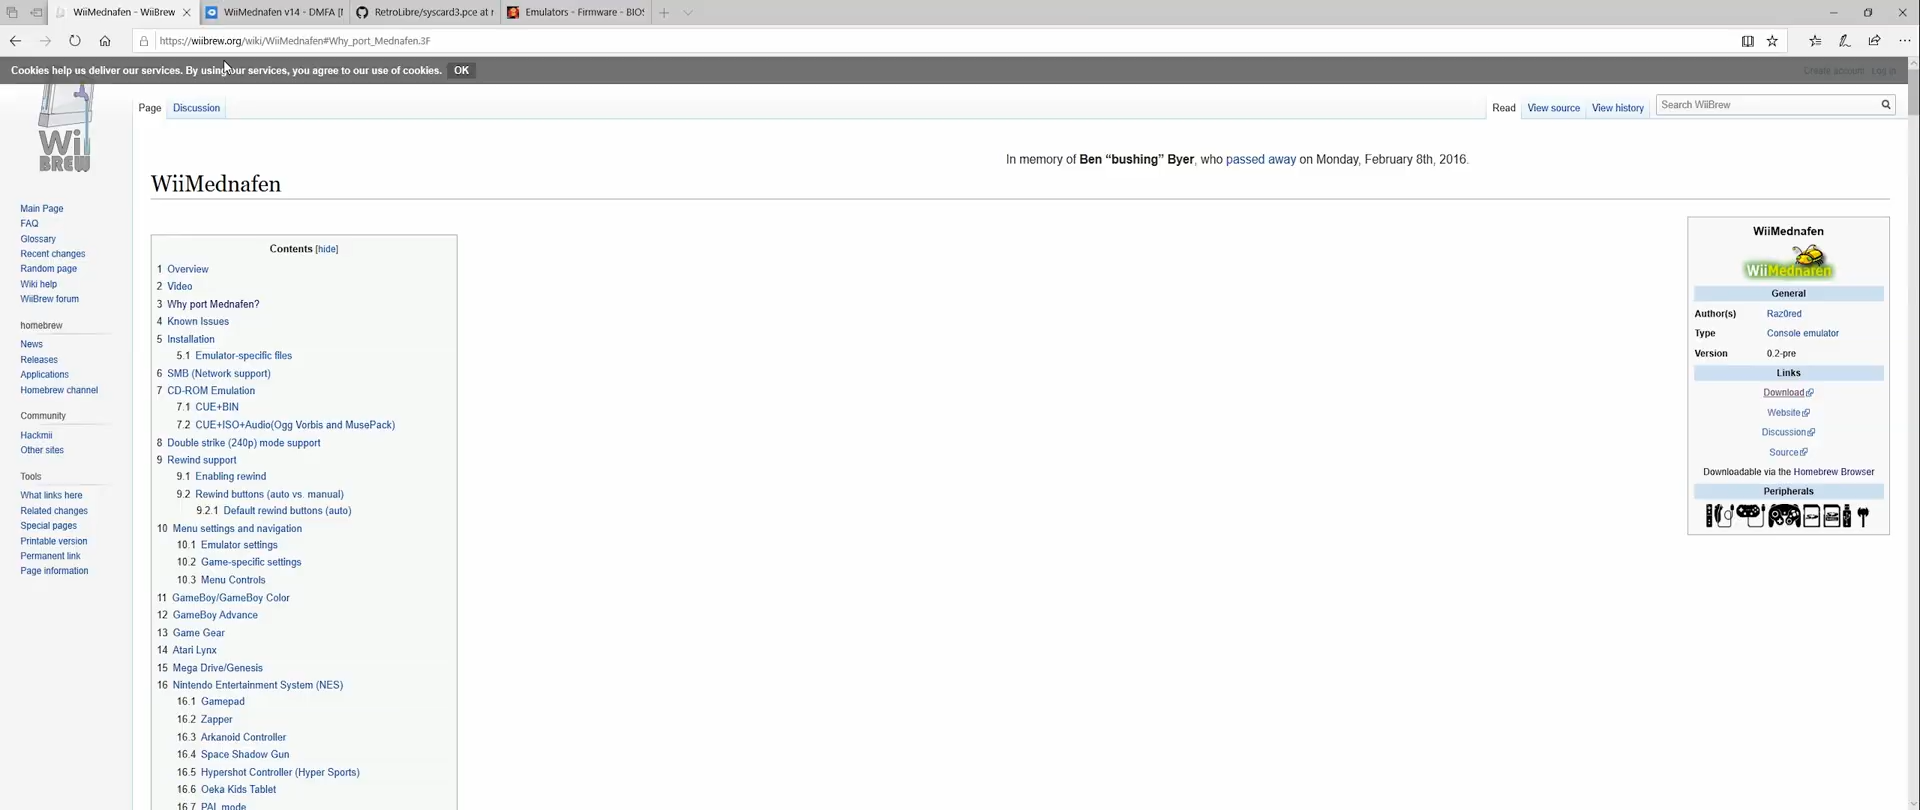 WiiMednafen - WiiBrew
WiiMednafen v14 - DMFA [
RetroLibre/syscard3.pce at r
Emulators - Firmware - BIOS
https://wiibrew.org/wiki/WiiMednafen#Why_port_Mednafen.3F
Cookies help us deliver our services. By using our services, you agree to our use of cookies. OK
Create account Log in
Page Discussion
Read View source View history
Search WiiBrew
Wii
BREW
In memory of Ben “bushing” Byer, who passed away on Monday, February 8th, 2016.
WiiMednafen
Main Page
FAQ
Glossary
Recent changes
Random page
Wiki help
WiiBrew forum
homebrew
News
Releases
Applications
Homebrew channel
Community
Hackmii
Other sites
Tools
What links here
Related changes
Special pages
Printable version
Permanent link
Page information
Contents [hide]
1 Overview
2 Video
3 Why port Mednafen?
4 Known Issues
5 Installation
5.1 Emulator-specific files
6 SMB (Network support)
7 CD-ROM Emulation
7.1 CUE+BIN
7.2 CUE+ISO+Audio(Ogg Vorbis and MusePack)
8 Double strike (240p) mode support
9 Rewind support
9.1 Enabling rewind
9.2 Rewind buttons (auto vs. manual)
9.2.1 Default rewind buttons (auto)
10 Menu settings and navigation
10.1 Emulator settings
10.2 Game-specific settings
10.3 Menu Controls
11 GameBoy/GameBoy Color
12 GameBoy Advance
13 Game Gear
14 Atari Lynx
15 Mega Drive/Genesis
16 Nintendo Entertainment System (NES)
16.1 Gamepad
16.2 Zapper
16.3 Arkanoid Controller
16.4 Space Shadow Gun
16.5 Hypershot Controller (Hyper Sports)
16.6 Oeka Kids Tablet
16.7 PAL mode
WiiMednafen
WiiMednafen
General
Author(s) Raz0red
Type Console emulator
Version 0.2-pre
Links
Download
Website
Discussion
Source
Downloadable via the Homebrew Browser
Peripherals